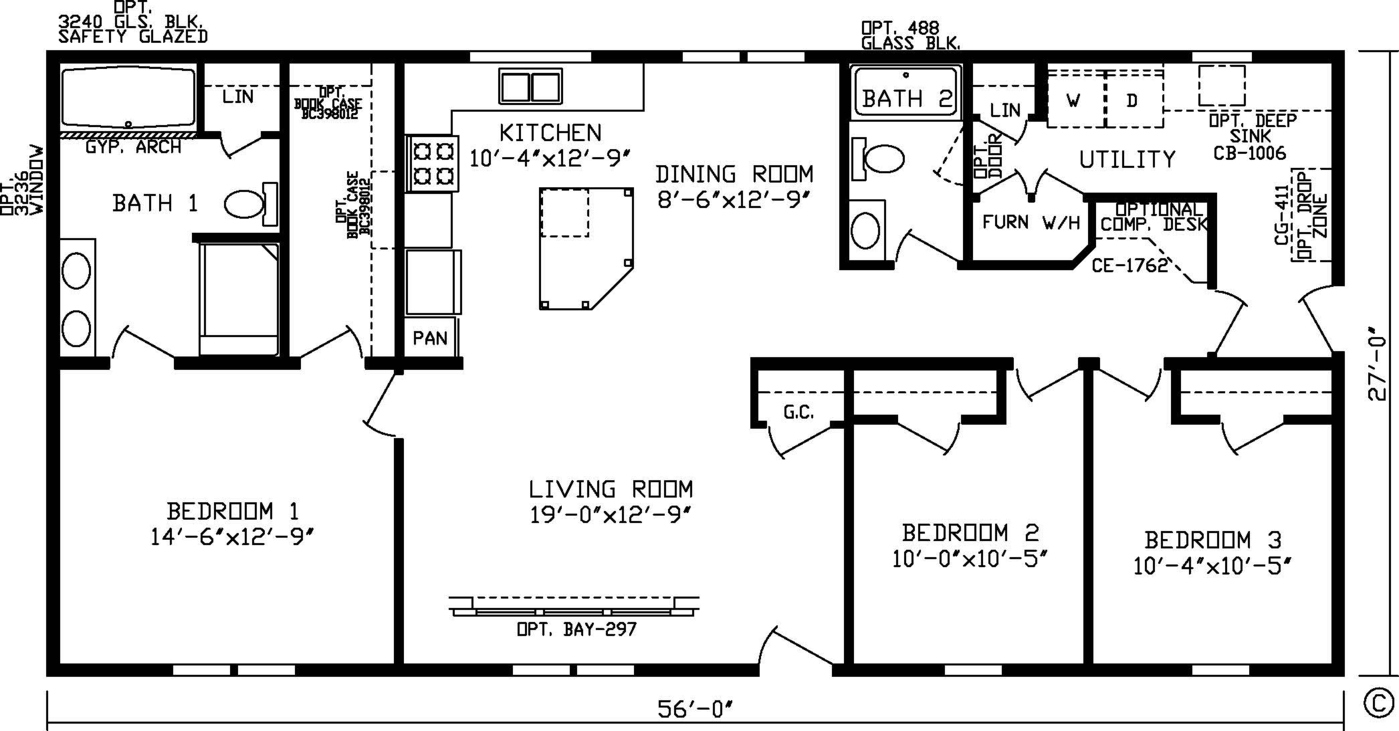 OPT.
3240 GLS. BLK.
SAFETY GLAZED
OPT. 488
GLASS BLK.
LIN
OPT.
BOOK CASE
BC398012
GYP. ARCH
OPT.
3236
WINDOW
BATH 1
OPT.
BOOK CASE
BC398012
KITCHEN
10'-4"x12'-9"
PAN
DINING ROOM
8'-6"x12'-9"
BATH 2
LIN
OPT.
DOOR
W
D
UTILITY
OPT. DEEP
SINK
CB-1006
FURN
W/H
OPTIONAL
COMP. DESK
CE-1762
CG-411
OPT. DROP
ZONE
27'-0"
G.C.
BEDROOM 1
14'-6"x12'-9"
LIVING ROOM
19'-0"x12'-9"
OPT. BAY-297
BEDROOM 2
10'-0"x10'-5"
BEDROOM 3
10'-4"x10'-5"
56'-0"
©